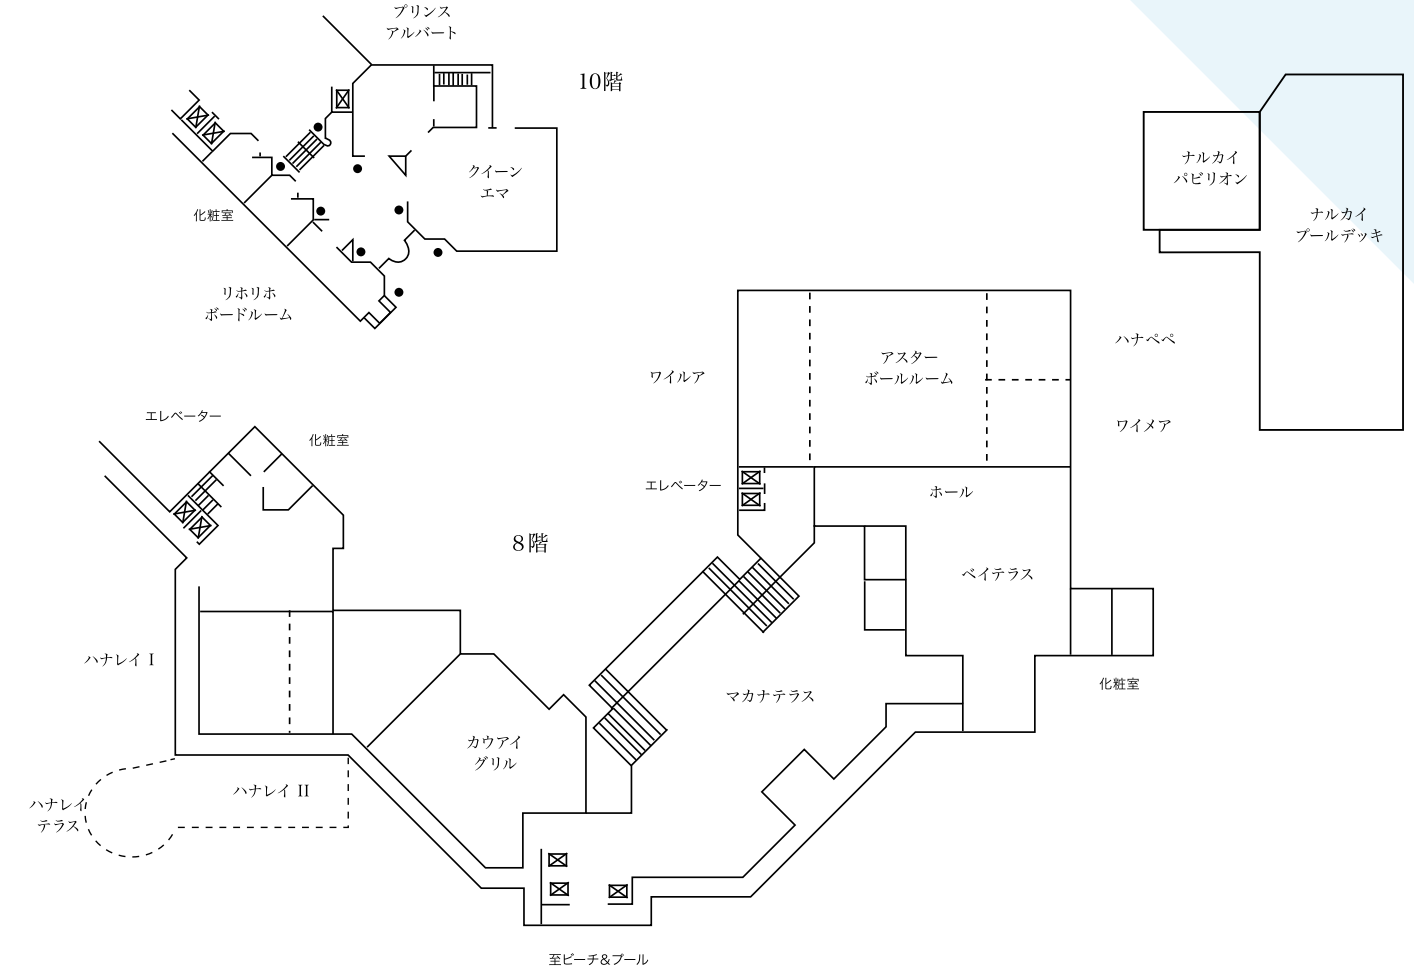 プリンス
アルバート
10階
クイーン
エマ
化粧室
リホリホ
ボードルーム
ナルカイ
パビリオン
ナルカイ
プールデッキ
ハナペペ
ワイルア
アスター
ボールルーム
ワイメア
エレベーター
化粧室
エレベーター
ホール
8階
ベイテラス
ハナレイ I
化粧室
マカナテラス
カウアイ
グリル
ハナレイ II
ハナレイ
テラス
至ビーチ&プール